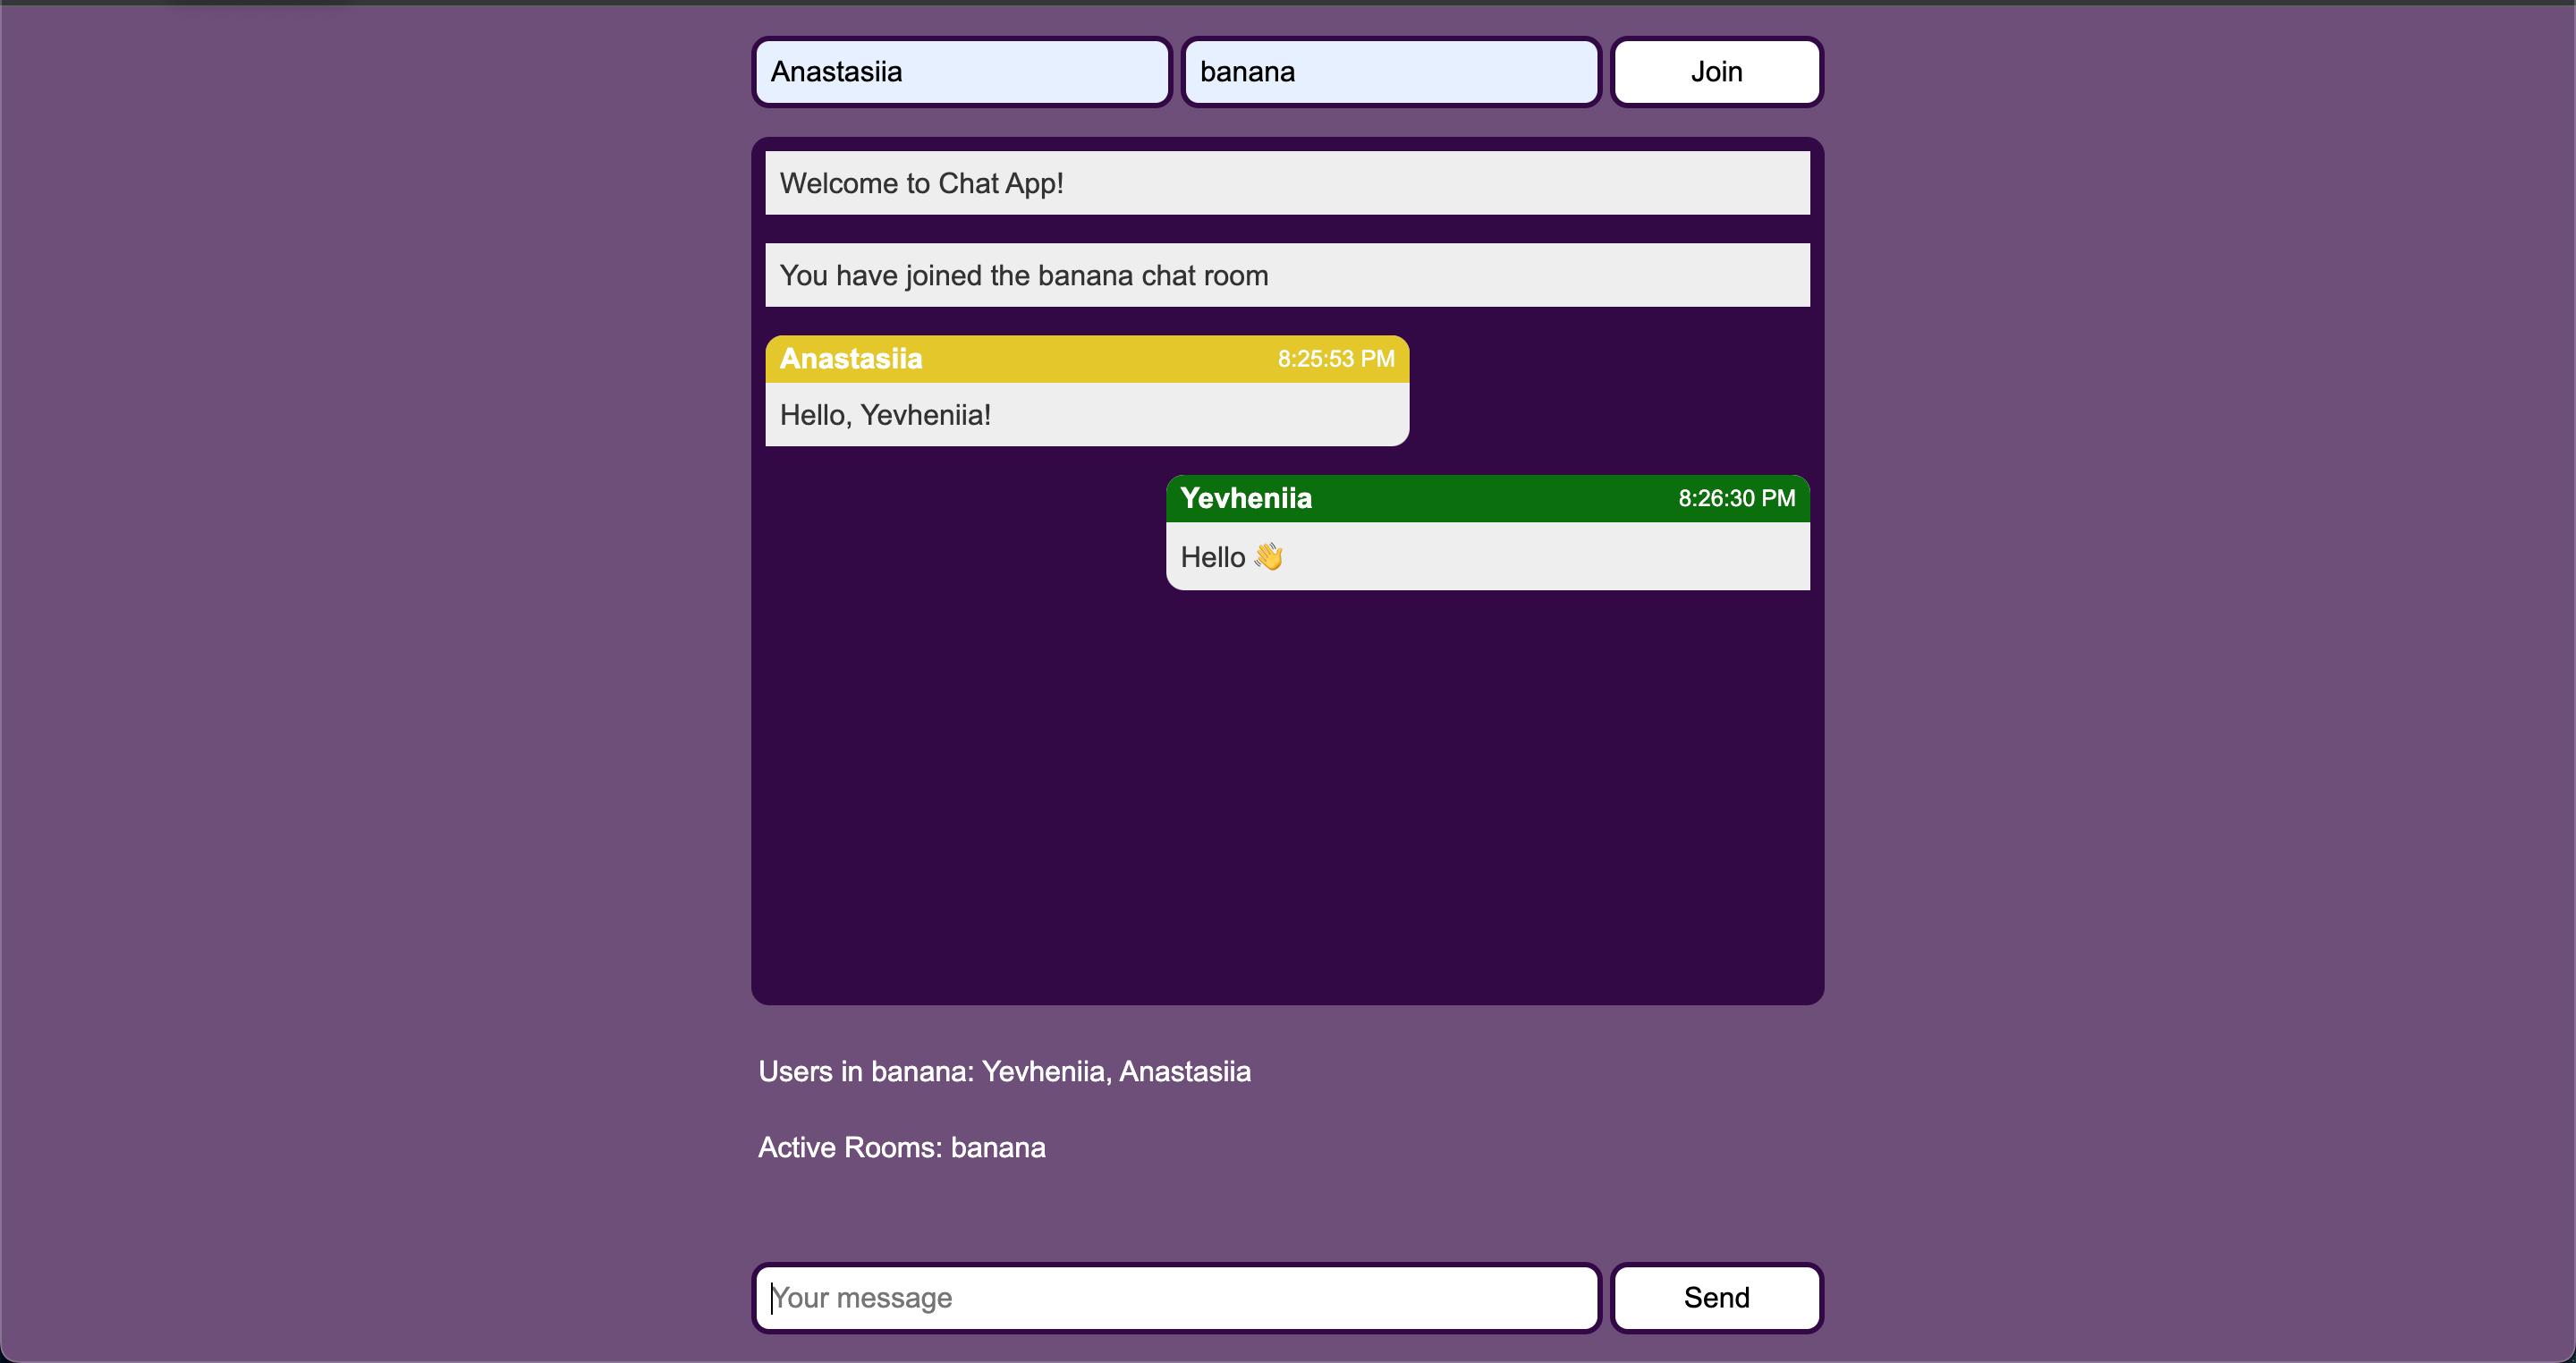 Anastasiia banana Join
Welcome to Chat App!
You have joined the banana chat room
Anastasiia 8:25:53 PM
Hello, Yevheniia!
Yevheniia 8:26:30 PM
Hello 👋
Users in banana: Yevheniia, Anastasiia
Active Rooms: banana
Your message Send